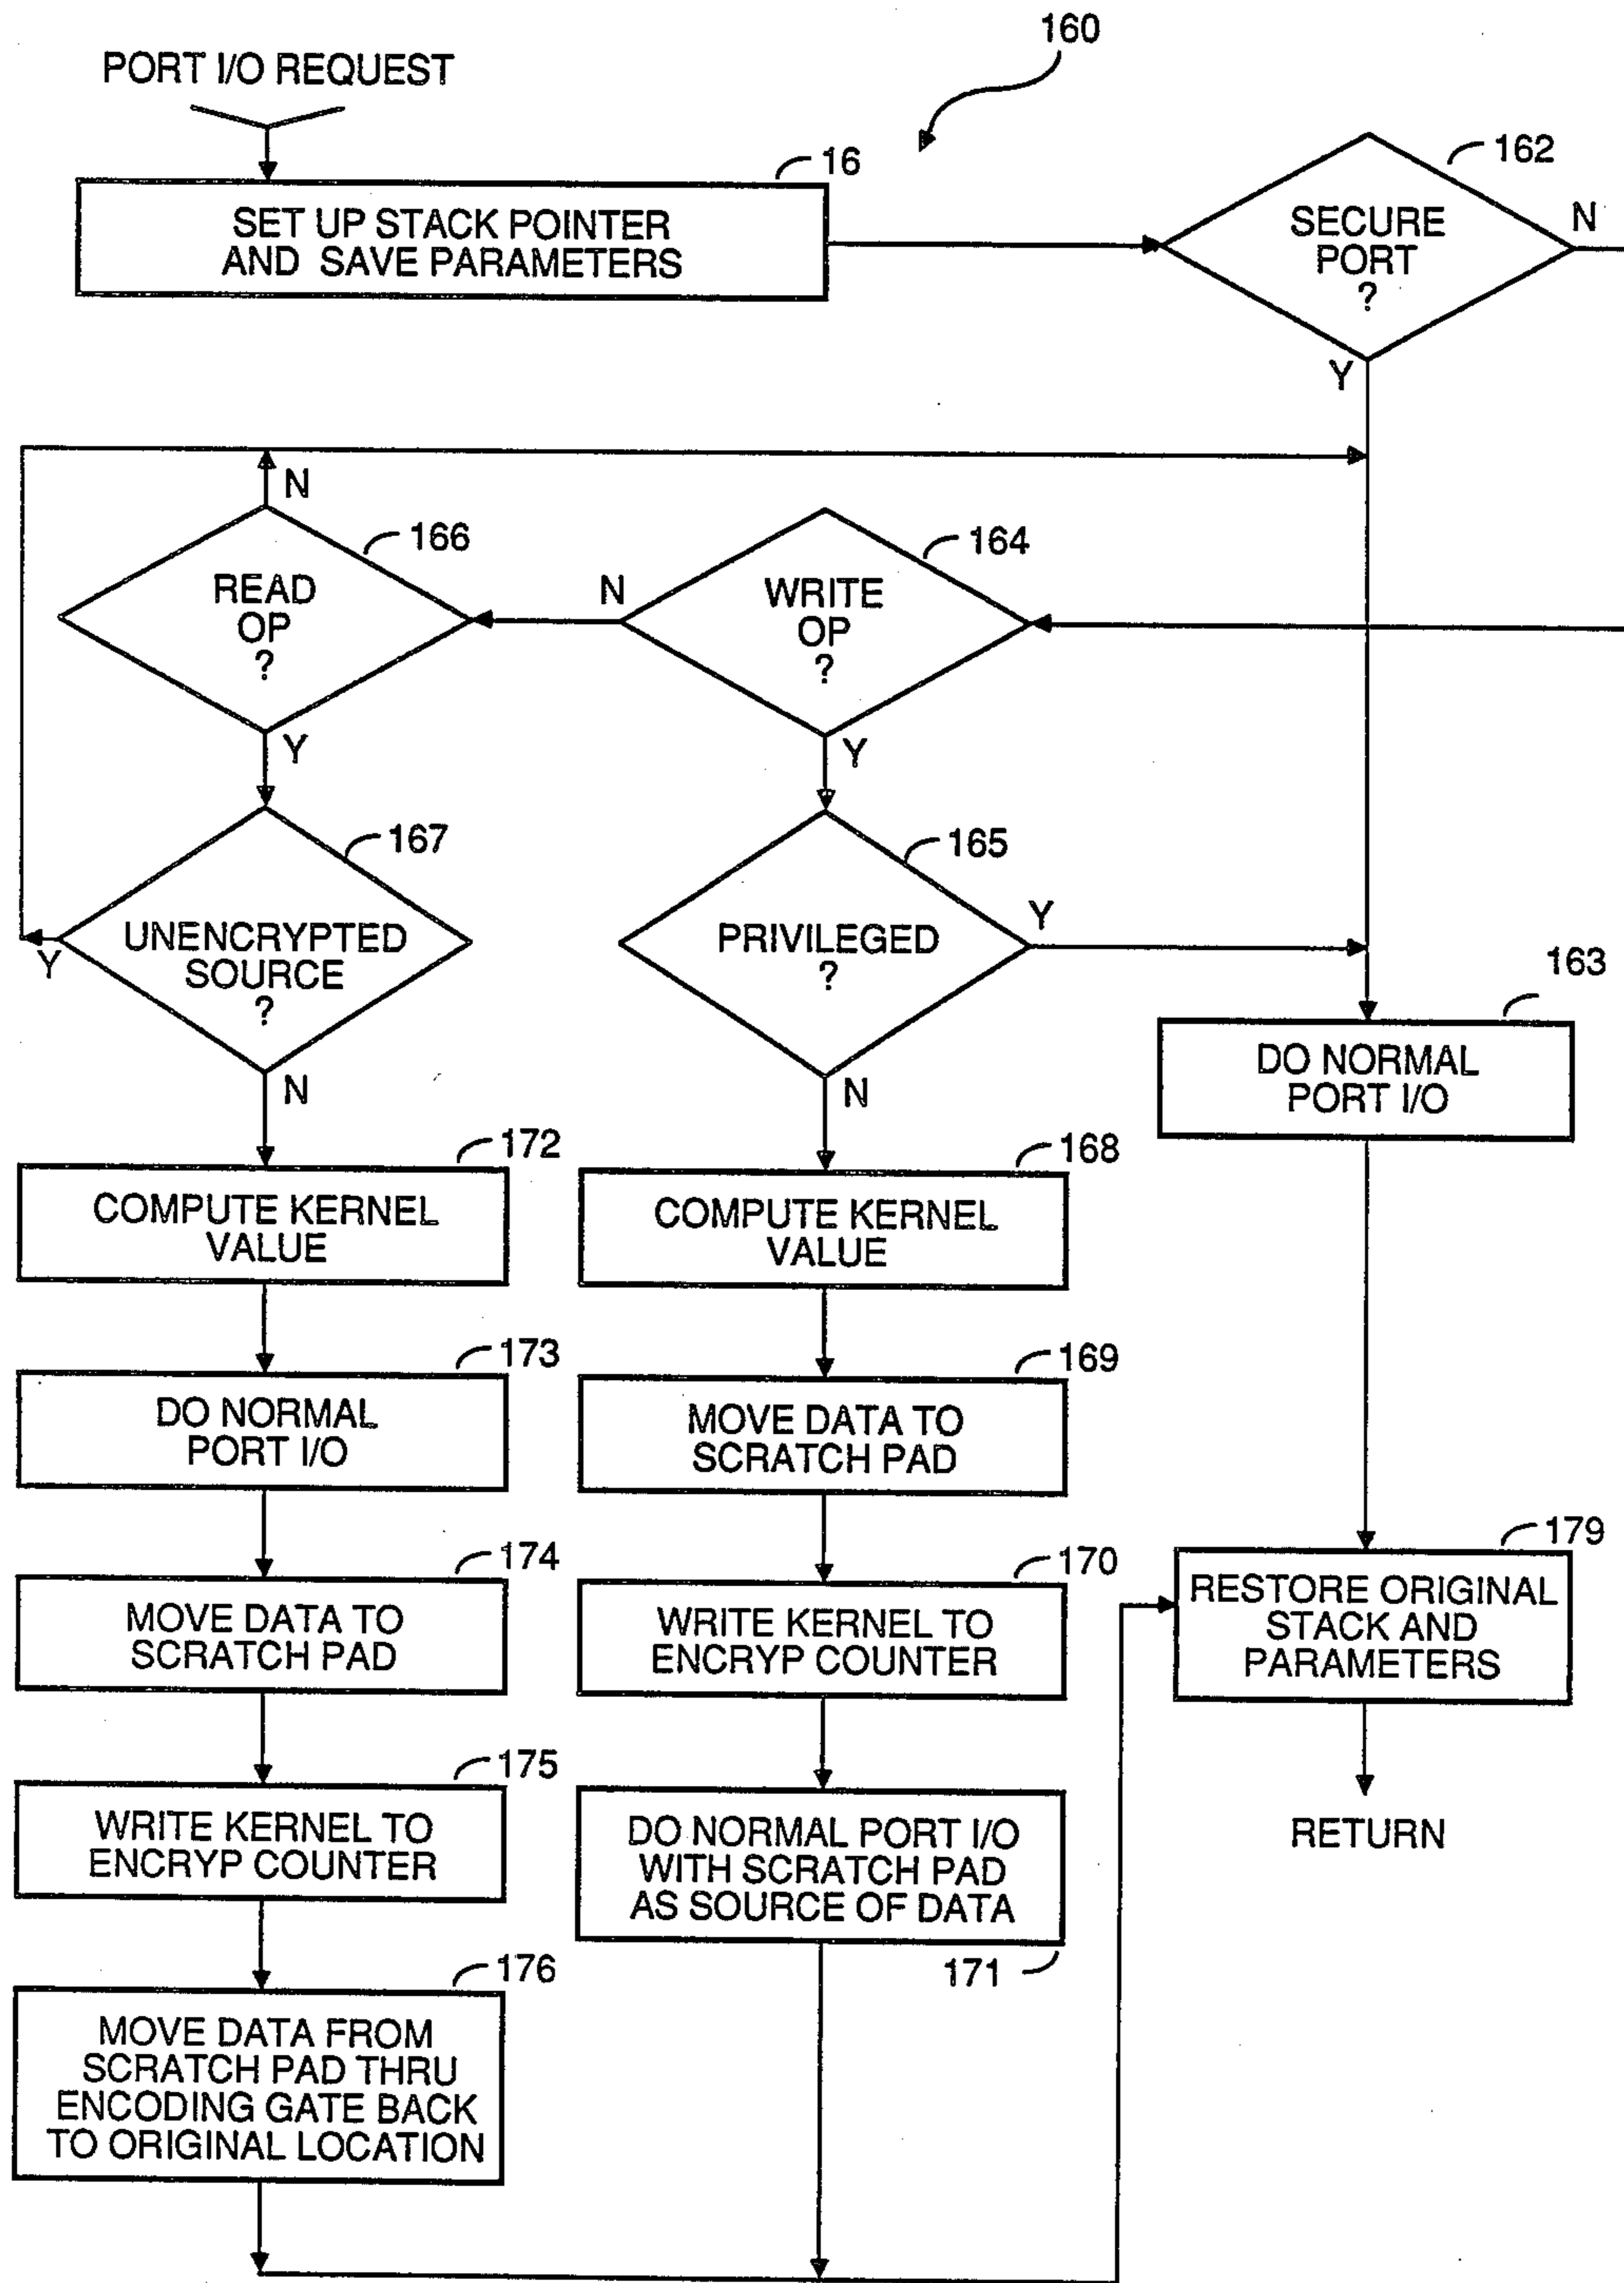 160
PORT I/O REQUEST
16
SET UP STACK POINTER
AND SAVE PARAMETERS
162
SECURE
PORT
?
N
Y
N
166
READ
OP
?
Y
N
164
WRITE
OP
?
Y
167
UNENCRYPTED
SOURCE
?
Y
N
165
PRIVILEGED
?
Y
N
163
DO NORMAL
PORT I/O
172
COMPUTE KERNEL
VALUE
168
COMPUTE KERNEL
VALUE
173
DO NORMAL
PORT I/O
169
MOVE DATA TO
SCRATCH PAD
174
MOVE DATA TO
SCRATCH PAD
170
WRITE KERNEL TO
ENCRYP COUNTER
179
RESTORE ORIGINAL
STACK AND
PARAMETERS
RETURN
175
WRITE KERNEL TO
ENCRYP COUNTER
DO NORMAL PORT I/O
WITH SCRATCH PAD
AS SOURCE OF DATA
171
176
MOVE DATA FROM
SCRATCH PAD THRU
ENCODING GATE BACK
TO ORIGINAL LOCATION